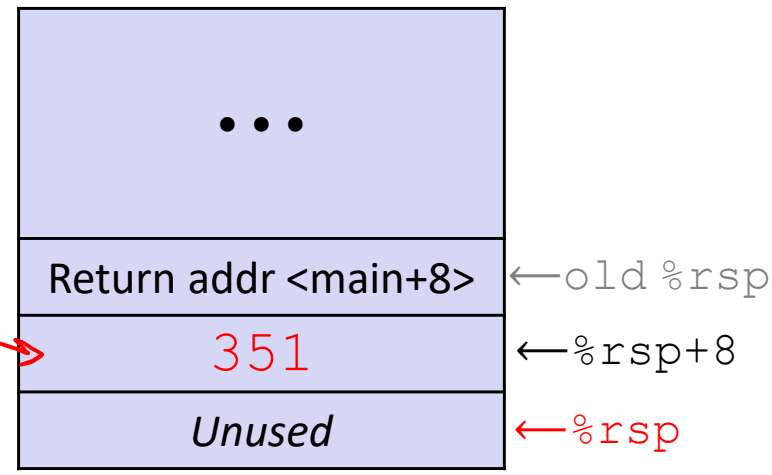 •••
Return addr <main+8> ←old %rsp
351 ←%rsp+8
Unused ←%rsp